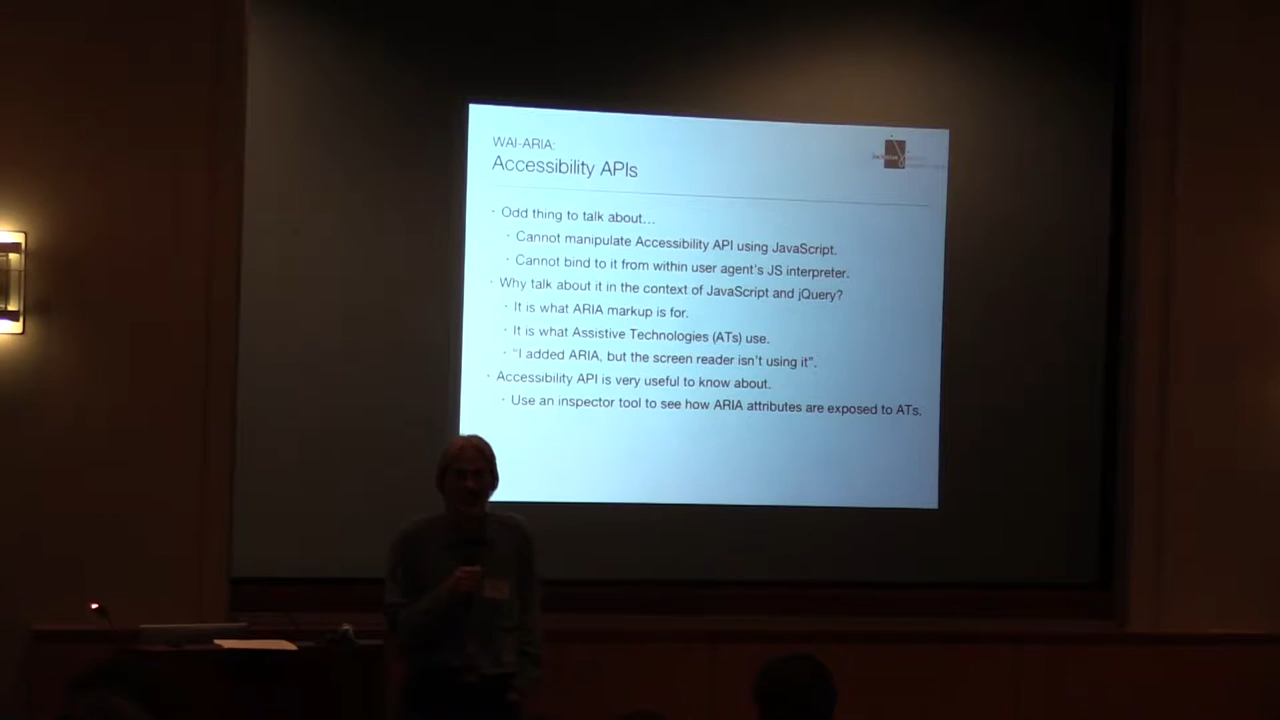 WAI-ARIA:
Accessibility APIs
· Odd thing to talk about…
· Cannot manipulate Accessibility API using JavaScript.
· Cannot bind to it from within user agent's JS interpreter.
· Why talk about it in the context of JavaScript and jQuery?
· It is what ARIA markup is for.
· It is what Assistive Technologies (ATs) use.
· "I added ARIA, but the screen reader isn't using it".
· Accessibility API is very useful to know about.
· Use an inspector tool to see how ARIA attributes are exposed to ATs.